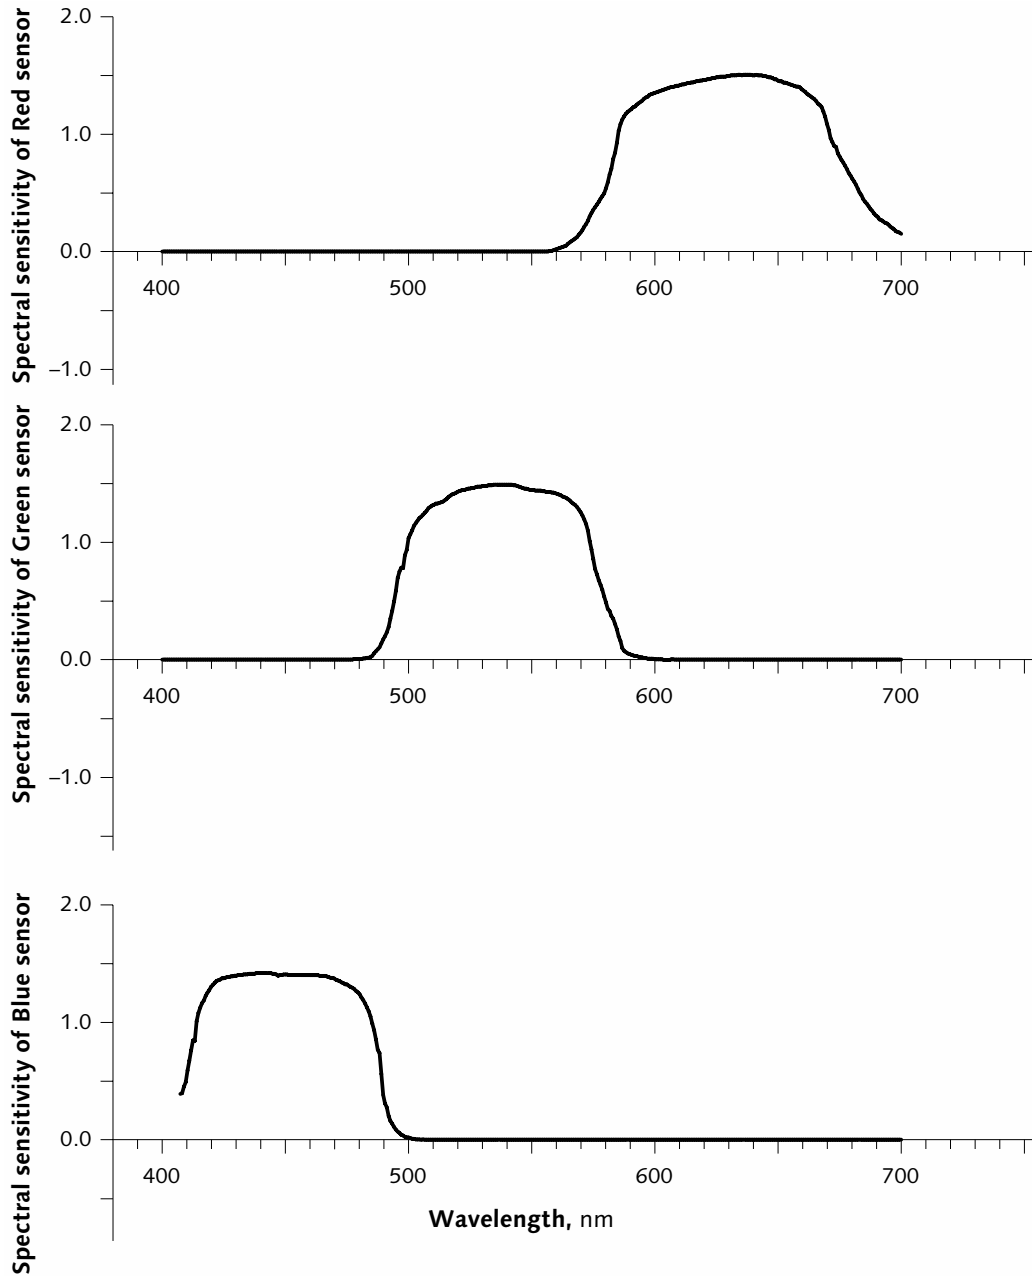 Spectral sensitivity of Red sensor
2.0
1.0
0.0
400 500 600 700
–1.0
Spectral sensitivity of Green sensor
2.0
1.0
0.0
400 500 600 700
–1.0
Spectral sensitivity of Blue sensor
2.0
1.0
0.0
400 500 600 700
Wavelength, nm